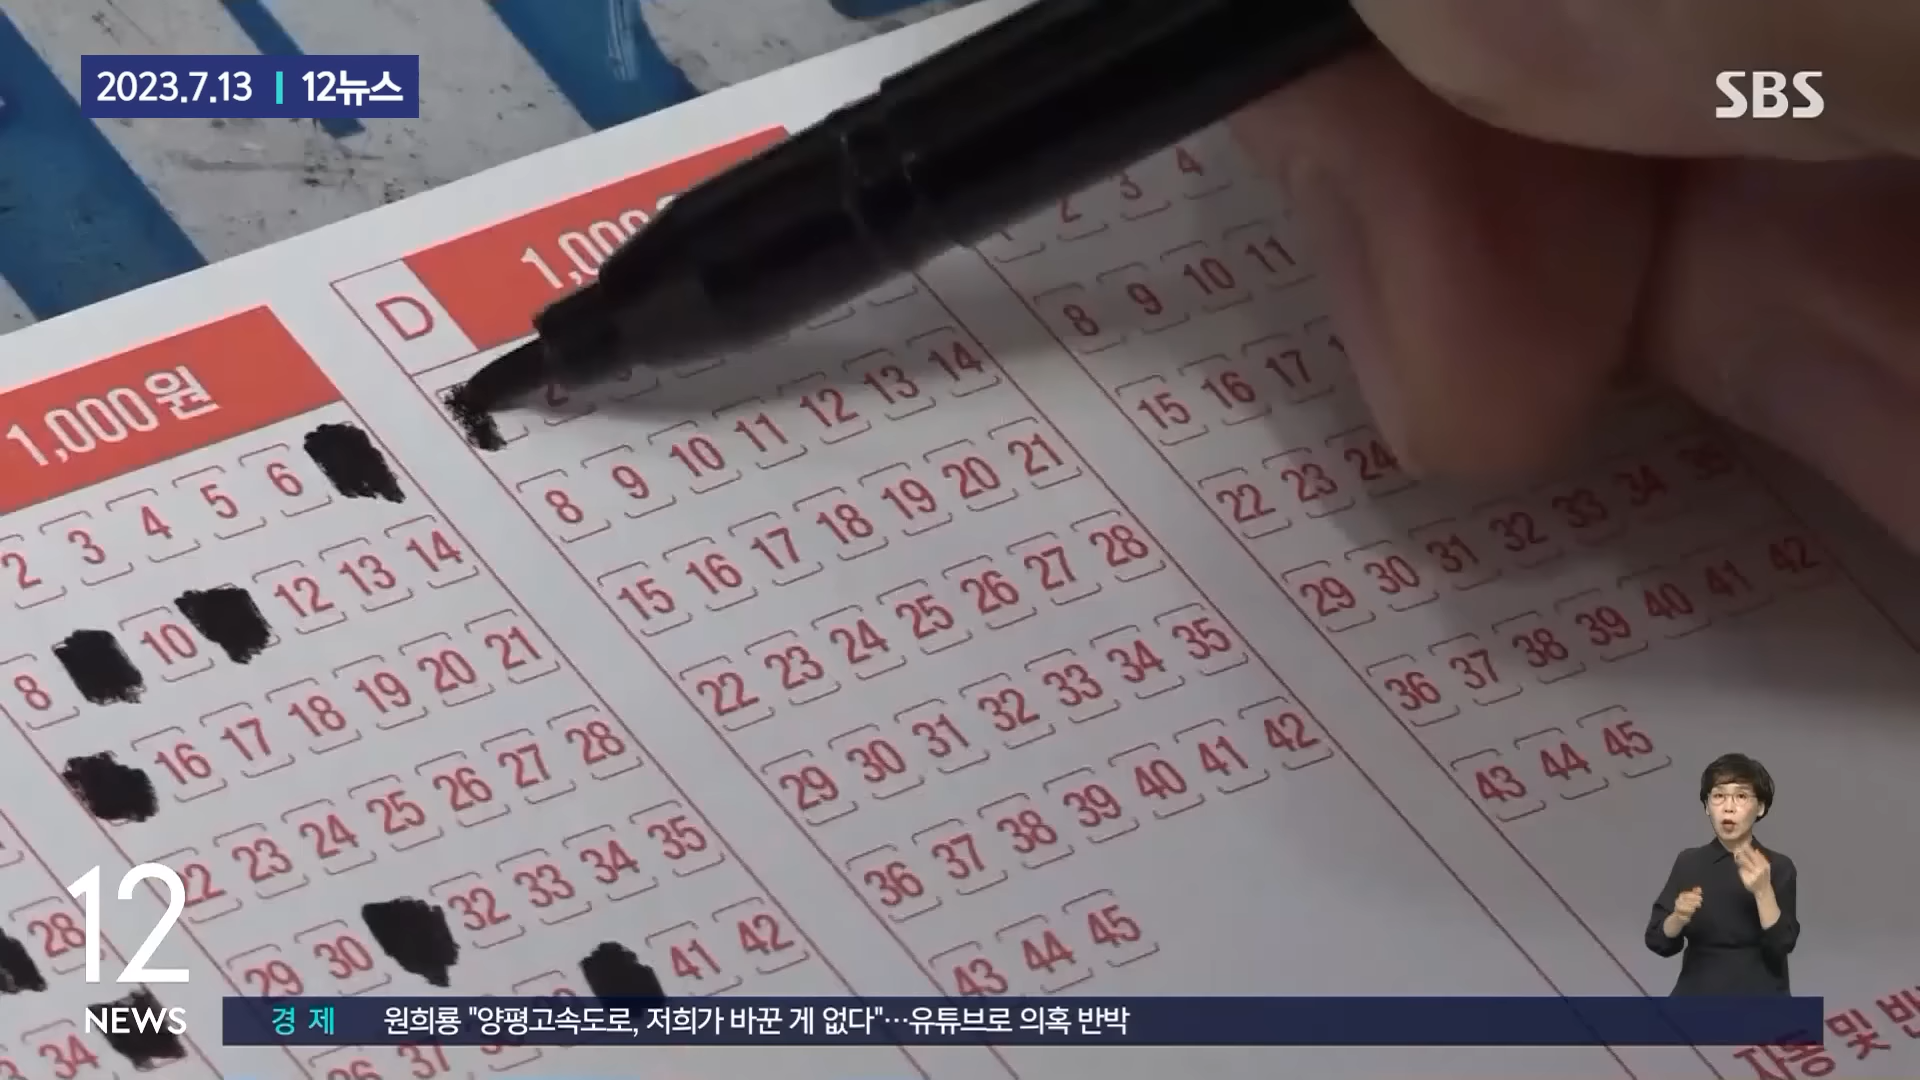 2023.7.13 | 12뉴스
SBS
1,000원
2 3 4 5 6
8 10 12 13 14
16 17 18 19 20 21
22 23 24 25 26 27 28
29 30 32 33 34 35
37 41 42
28
34
D
8 9 10 11 12 13 14
15 16 17 18 19 20 21
22 23 24 25 26 27 28
29 30 31 32 33 34 35
36 37 38 39 40 41 42
43 44 45
2 3 4
8 9 10 11
15 16 17
22 23 24
29 30 31 32 33 34 35
36 37 38 39 40 41 42
43 44 45
자동 및 반
12
NEWS
경제 원희룡 "양평고속도로, 저희가 바꾼 게 없다"…유튜브로 의혹 반박